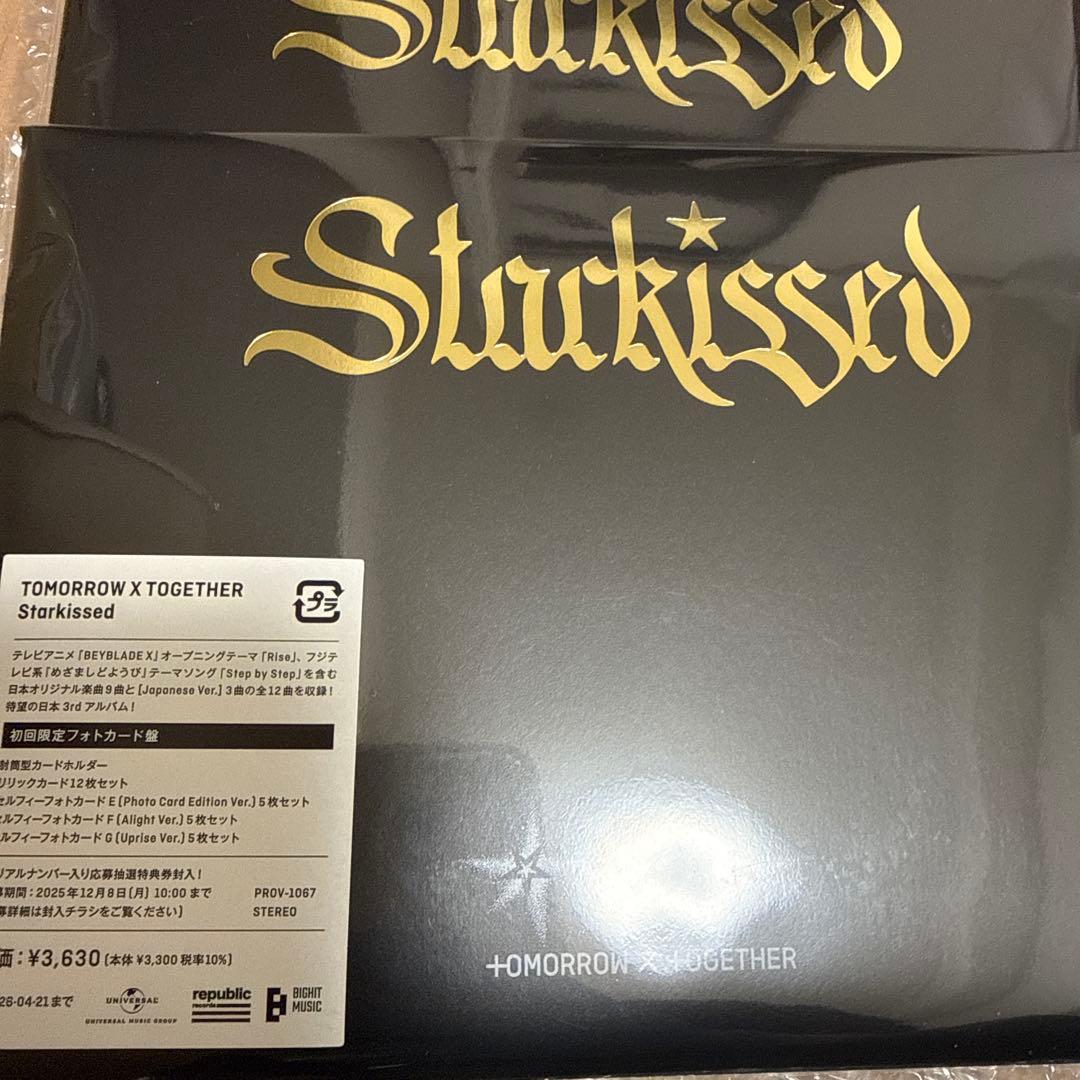 Starkissed
Starkissed
TOMORROW X TOGETHER
Starkissed
プラ
テレビアニメ「BEYBLADE X」オープニングテーマ「Rise」、フジテ
レビ系「めざましどようび」テーマソング「Step by Step」を含む
日本オリジナル楽曲9曲と[Japanese Ver.]3曲の全12曲を収録！
待望の日本 3rd アルバム！
初回限定フォトカード盤
封筒型カードホルダー
リリックカード12枚セット
セルフィーフォトカード E (Photo Card Edition Ver.) 5枚セット
セルフィーフォトカード F (Alight Ver.) 5枚セット
ルフィーフォトカード G (Uprise Ver.) 5枚セット
リアルナンバー入り応募抽選特典券封入！
募期間：2025年12月8日(月) 10:00 まで
PROV-1067
募詳細は封入チラシをご覧ください]
STEREO
価：¥3,630 (本体 ¥3,300 税率10%)
26-04-21まで
UNIVERSAL
UNIVERSAL MUSIC GROUP
republic
records
BIGHIT
MUSIC
TOMORROW X TOGETHER